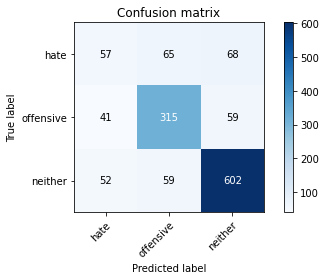 Confusion matrix
600
hate 57 65 68
500
400
offensive 41 315 59
300
neither 52 59 602
200
100
hate offensive neither
True label
Predicted label